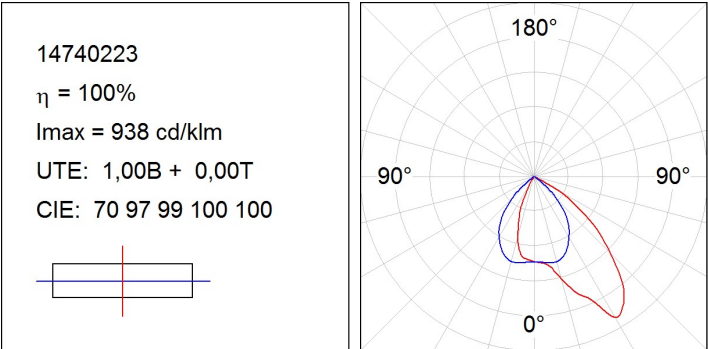 14740223
η = 100%
Imax = 938 cd/klm
UTE: 1,00B + 0,00T
CIE: 70 97 99 100 100
180°
90° 90°
0°